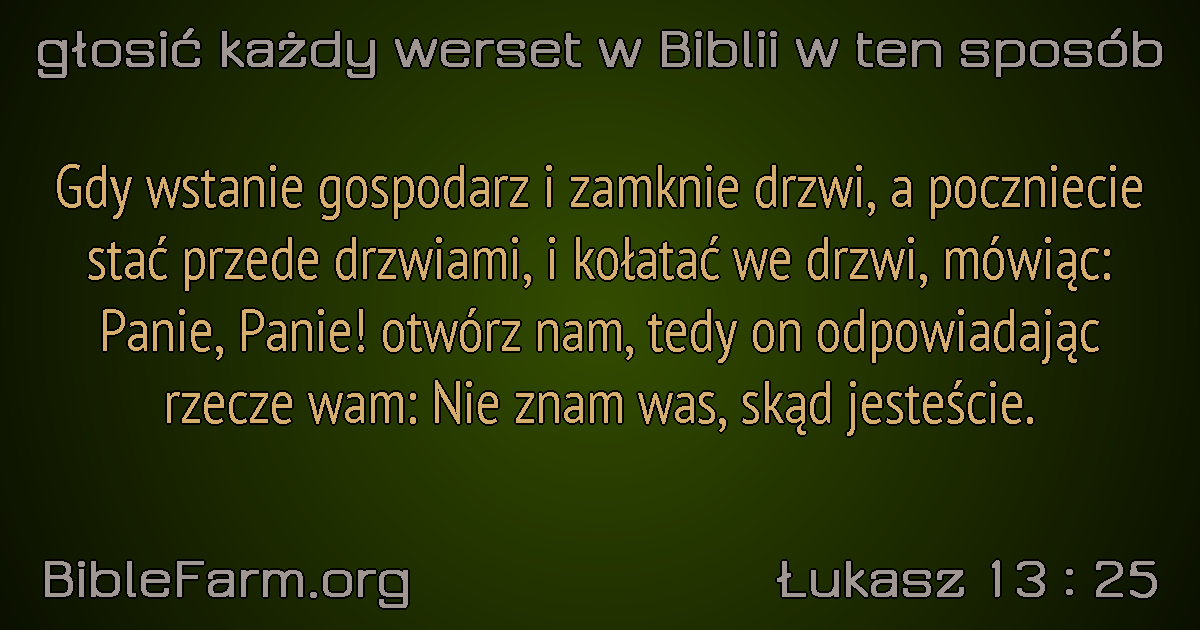 głosić każdy werset w Biblii w ten sposób
Gdy wstanie gospodarz i zamknie drzwi, a poczniecie
stać przede drzwiami, i kołatać we drzwi, mówiąc:
Panie, Panie! otwórz nam, tedy on odpowiadając
rzecze wam: Nie znam was, skąd jesteście.
BibleFarm.org
Łukasz 13 : 25